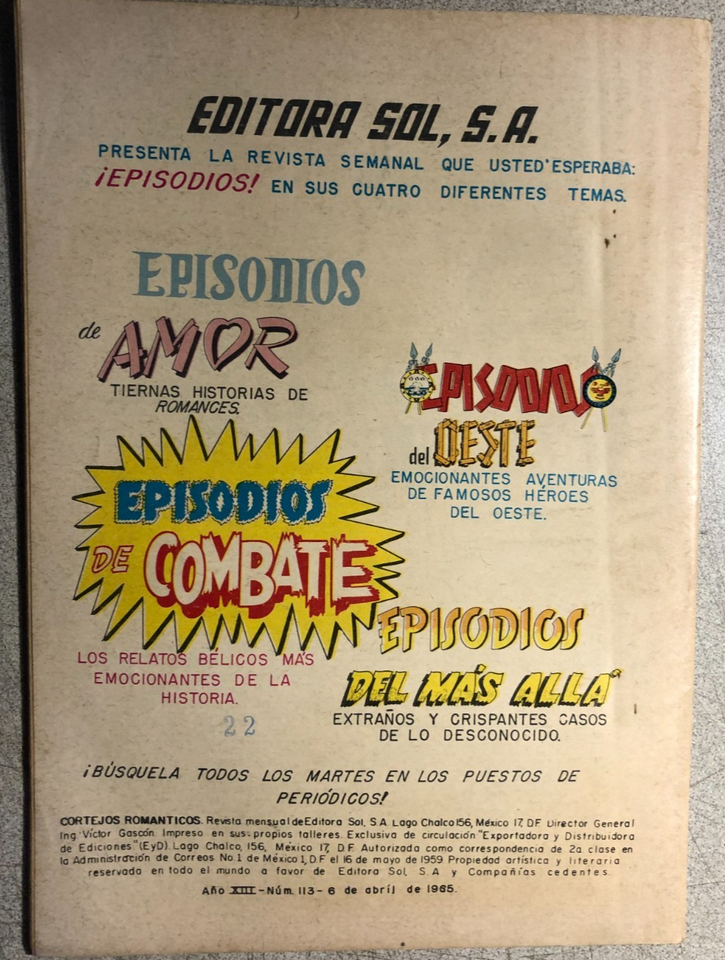 EDITORA SOL, S.A.
PRESENTA LA REVISTA SEMANAL QUE USTED ESPERABA:
¡EPISODIOS! EN SUS CUATRO DIFERENTES TEMAS.
EPISODIOS
de AMOR
TIERNAS HISTORIAS DE
ROMANCES.
EPISODIOS
del OESTE
EMOCIONANTES AVENTURAS
DE FAMOSOS HÉROES
DEL OESTE.
EPISODIOS
DE COMBATE
LOS RELATOS BÉLICOS MAS
EMOCIONANTES DE LA
HISTORIA.
22
EPISODIOS
DEL MÁS ALLA
EXTRAÑOS Y CRISPANTES CASOS
DE LO DESCONOCIDO.
¡BÚSQUELA TODOS LOS MARTES EN LOS PUESTOS DE
PERIÓDICOS!
CORTEJOS ROMANTICOS. Revista mensual de Editora Sol, S.A. Lago Chalco 156, México 17, D.F. Director General
Ing. Víctor Gascón. Impreso en sus propios talleres. Exclusiva de circulación "Exportadora y Distribuidora
de Ediciones" (EyD). Lago Chalco, 156, México 17, D.F. Autorizada como correspondencia de 2a. clase en
la Administración de Correos No. 1 de México 1, D.F. el 16 de mayo de 1959. Propiedad artística y literaria
reservada en todo el mundo a favor de Editora Sol, S.A. y Compañías cedentes.
Año XIII-Núm. 113-6 de abril de 1965.